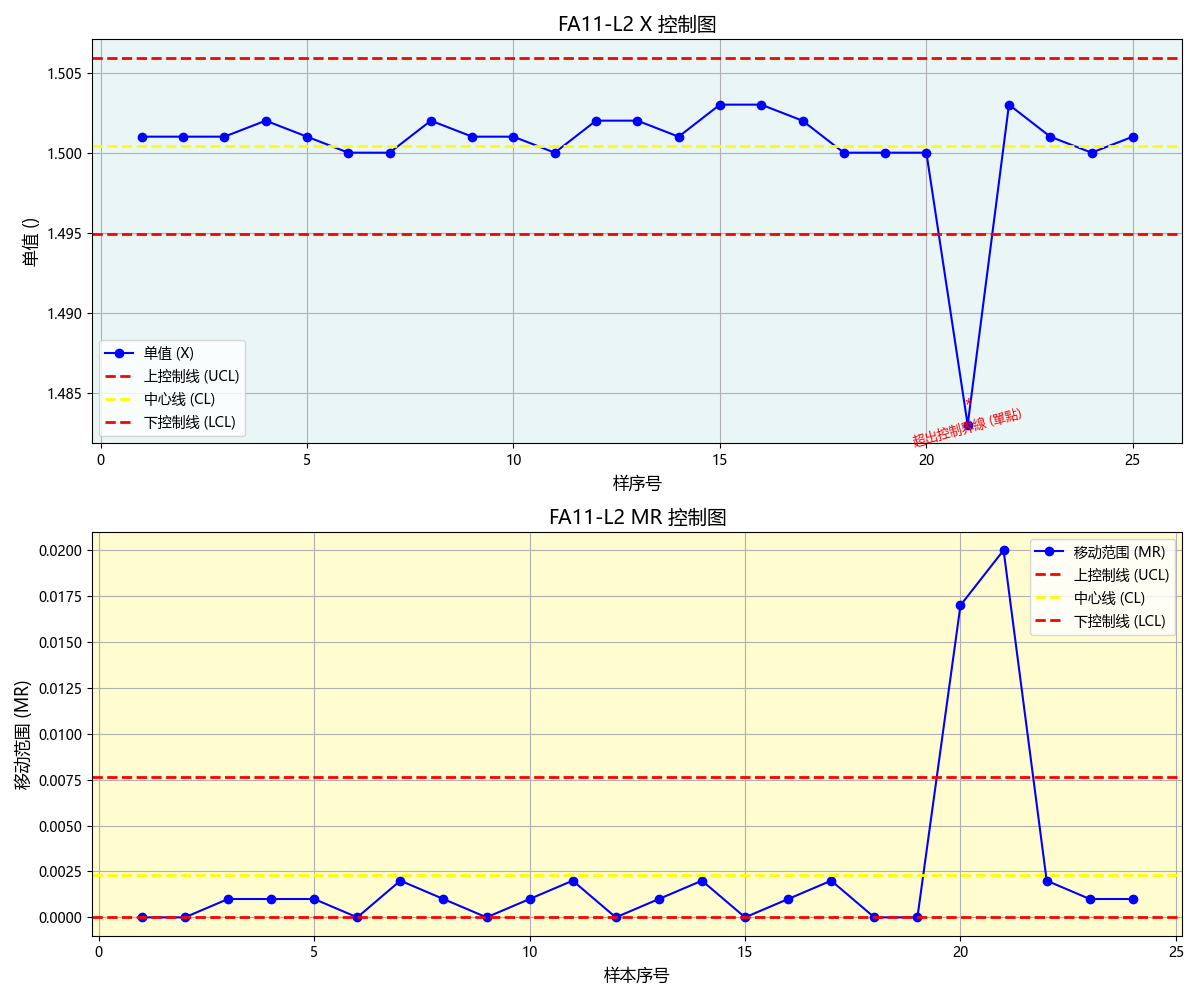 FA11-L2 X 控制图
1.505
1.500
1.495
1.490
1.485
单值 ()
单值 (X)
上控制线 (UCL)
中心线 (CL)
下控制线 (LCL)
*
超出控制界線 (單點)
0 5 10 15 20 25
样序号
FA11-L2 MR 控制图
0.0200
0.0175
0.0150
0.0125
0.0100
0.0075
0.0050
0.0025
0.0000
移动范围 (MR)
移动范围 (MR)
上控制线 (UCL)
中心线 (CL)
下控制线 (LCL)
0 5 10 15 20 25
样本序号